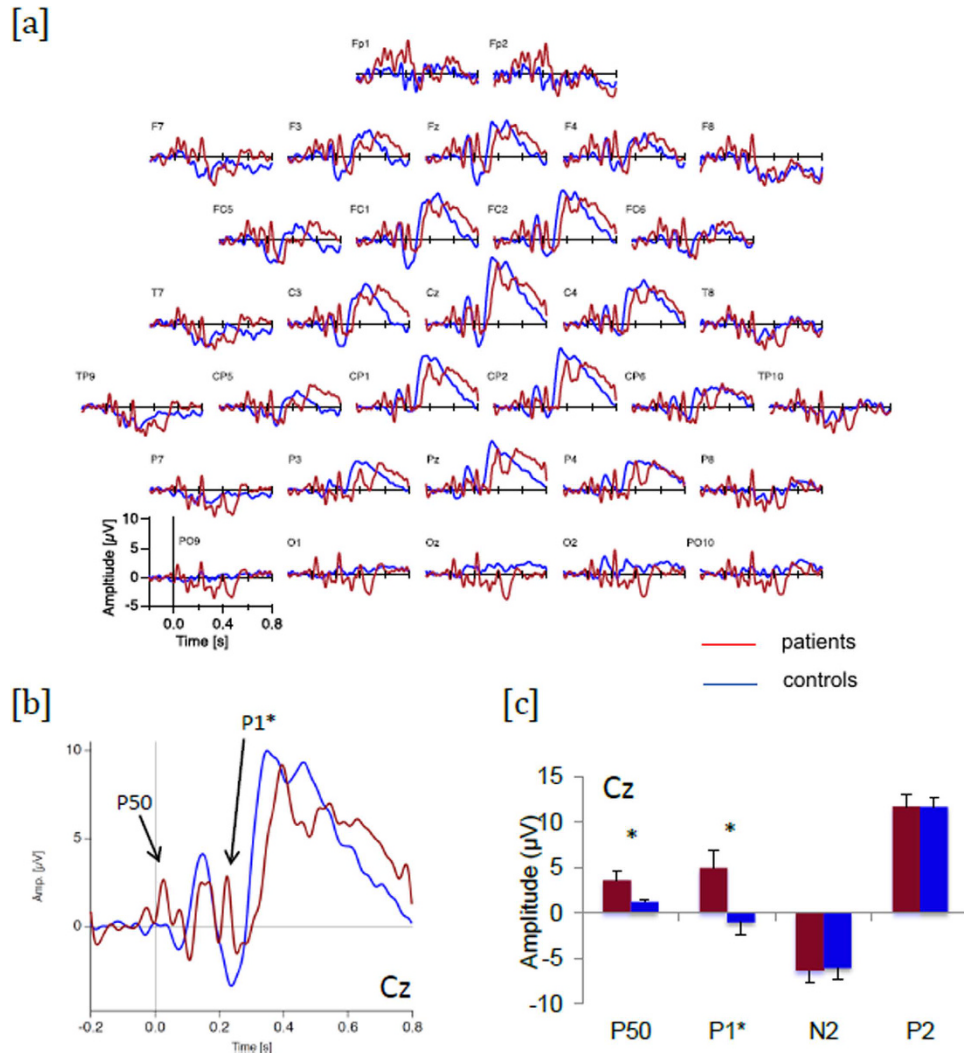 [a]
Fp1 Fp2
F7 F3 Fz F4 F8
FC5 FC1 FC2 FC6
T7 C3 Cz C4 T8
TP9 CP5 CP1 CP2 CP6 TP10
P7 P3 Pz P4 P8
PO9 O1 Oz O2 PO10
Amplitiude [µV]
10
5
0
-5
0.0 0.4 0.8
Time [s]
patients
controls
[b]
P50
P1*
Amp. [µV]
10
5
0
-0.2 0.0 0.2 0.4 0.6 0.8
Time [s]
Cz
[c]
Cz
Amplitude (µV)
15
10
5
0
-5
-10
* *
P50 P1* N2 P2